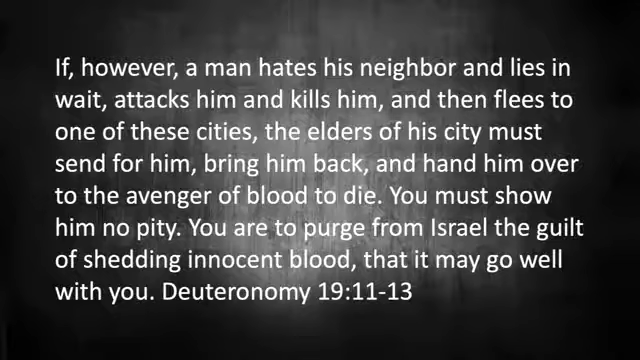 If, however, a man hates his neighbor and lies in
wait, attacks him and kills him, and then flees to
one of these cities, the elders of his city must
send for him, bring him back, and hand him over
to the avenger of blood to die. You must show
him no pity. You are to purge from Israel the guilt
of shedding innocent blood, that it may go well
with you. Deuteronomy 19:11-13